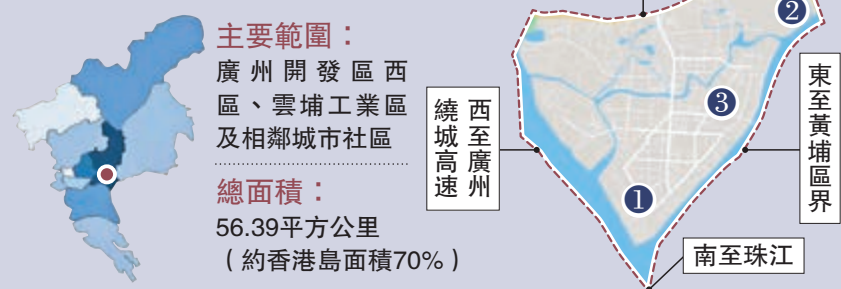 主要範圍：
廣州開發區西
區、雲埔工業區
及相鄰城市社區
總面積：
56.39平方公里
（約香港島面積70%）
西至廣州
繞城高速
❷
❸
❶
東至黃埔區界
南至珠江